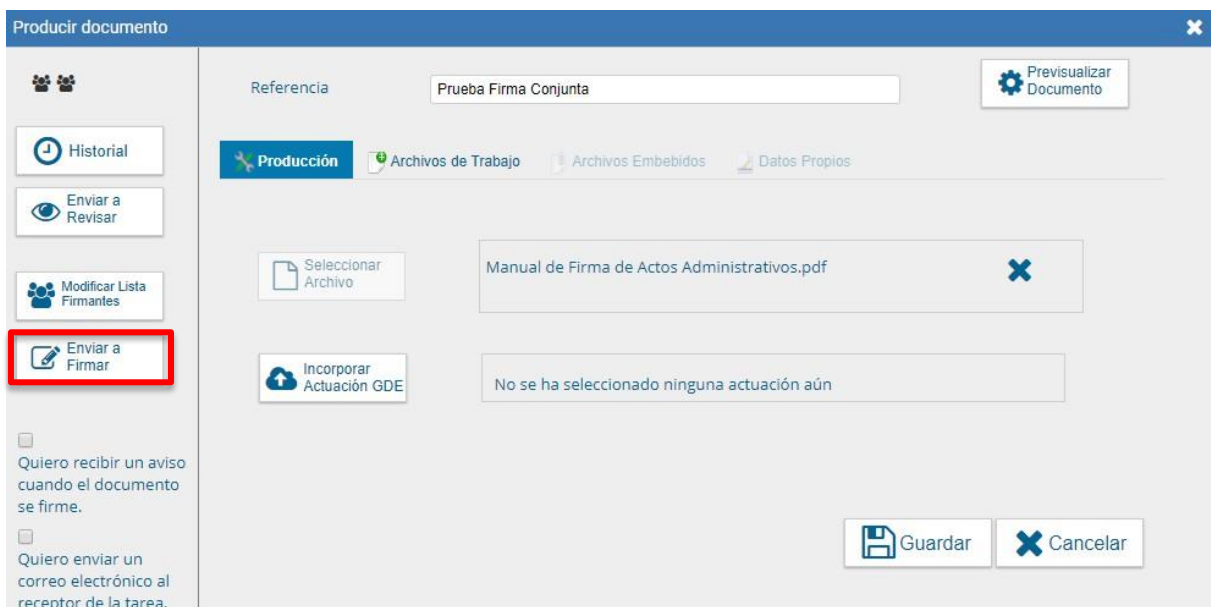 Producir documento
Referencia
Prueba Firma Conjunta
Previsualizar
Documento
Historial
Enviar a
Revisar
Modificar Lista
Firmantes
Enviar a
Firmar
Quiero recibir un aviso
cuando el documento
se firme.
Quiero enviar un
correo electrónico al
receptor de la tarea.
Producción
Archivos de Trabajo
Archivos Embebidos
Datos Propios
Seleccionar
Archivo
Manual de Firma de Actos Administrativos.pdf
Incorporar
Actuación GDE
No se ha seleccionado ninguna actuación aún
Guardar
Cancelar